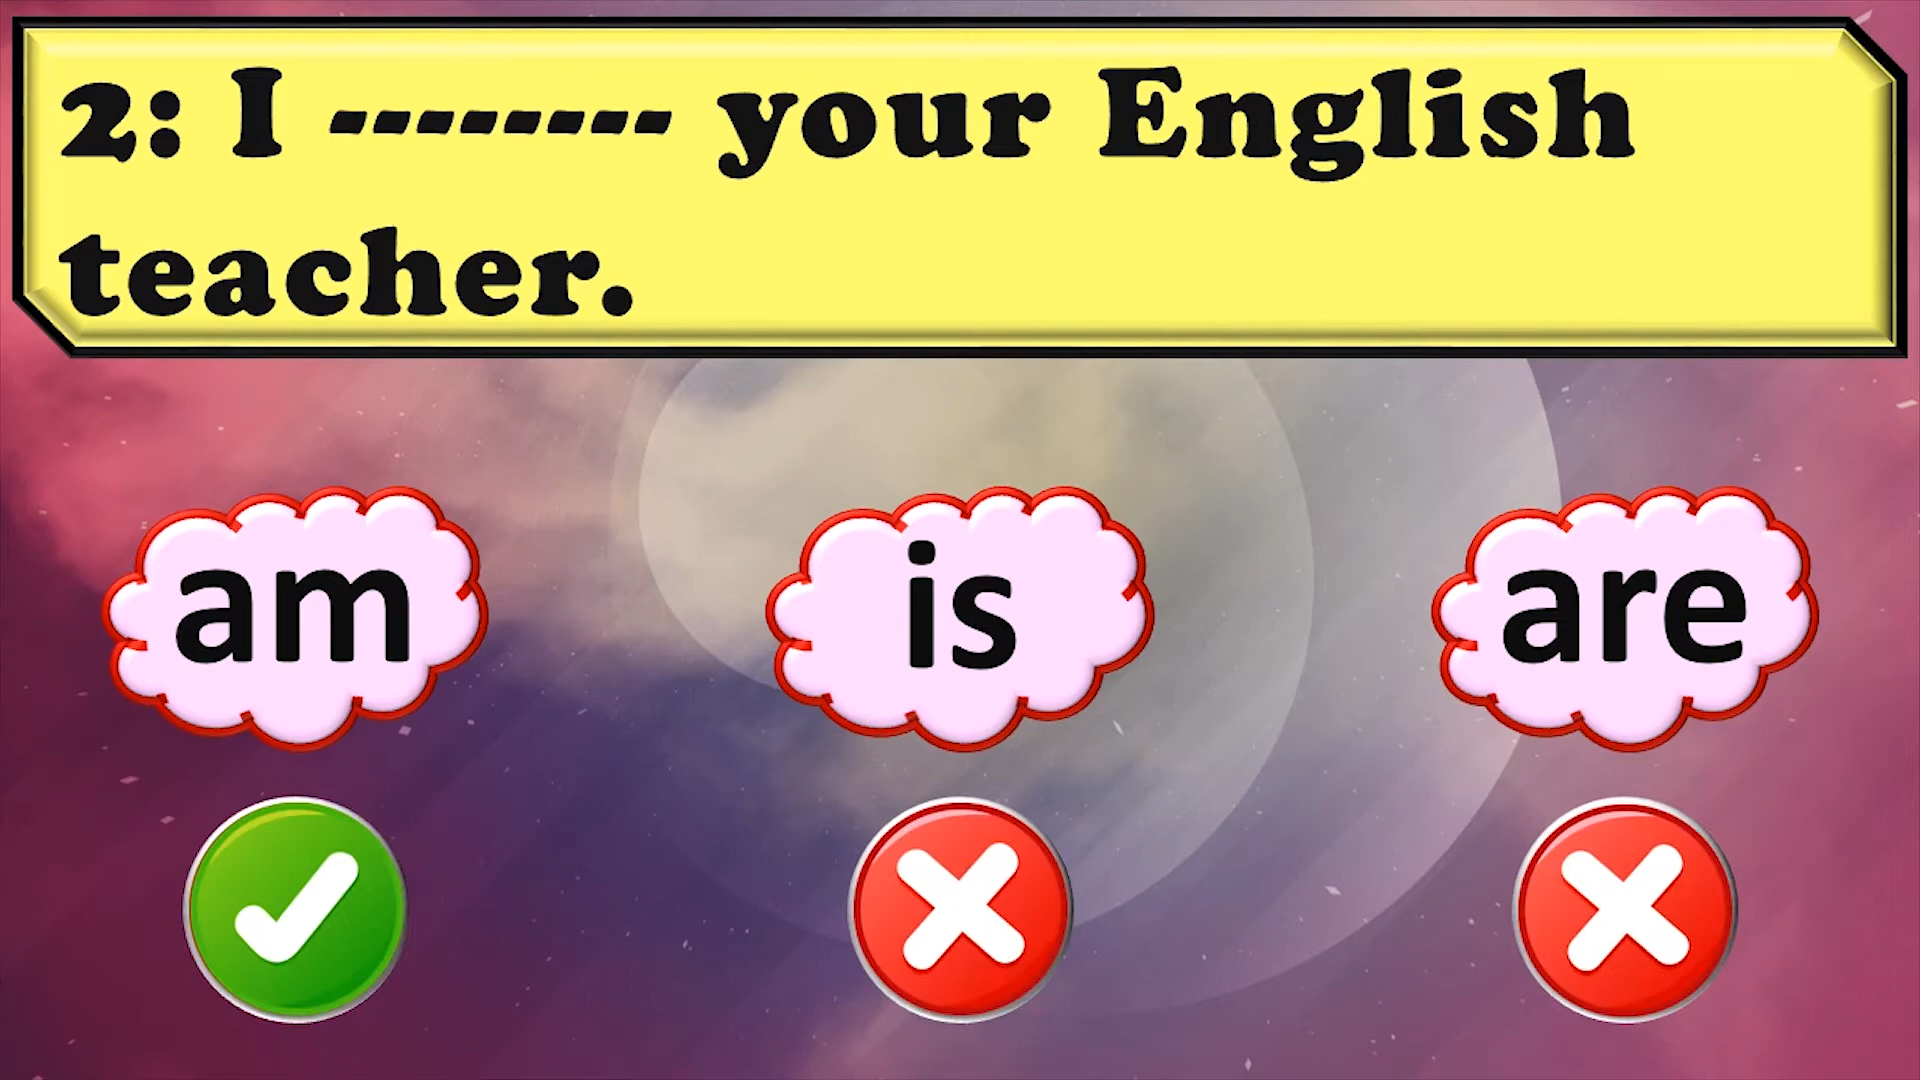 2: I -------- your English
teacher.
am
is
are